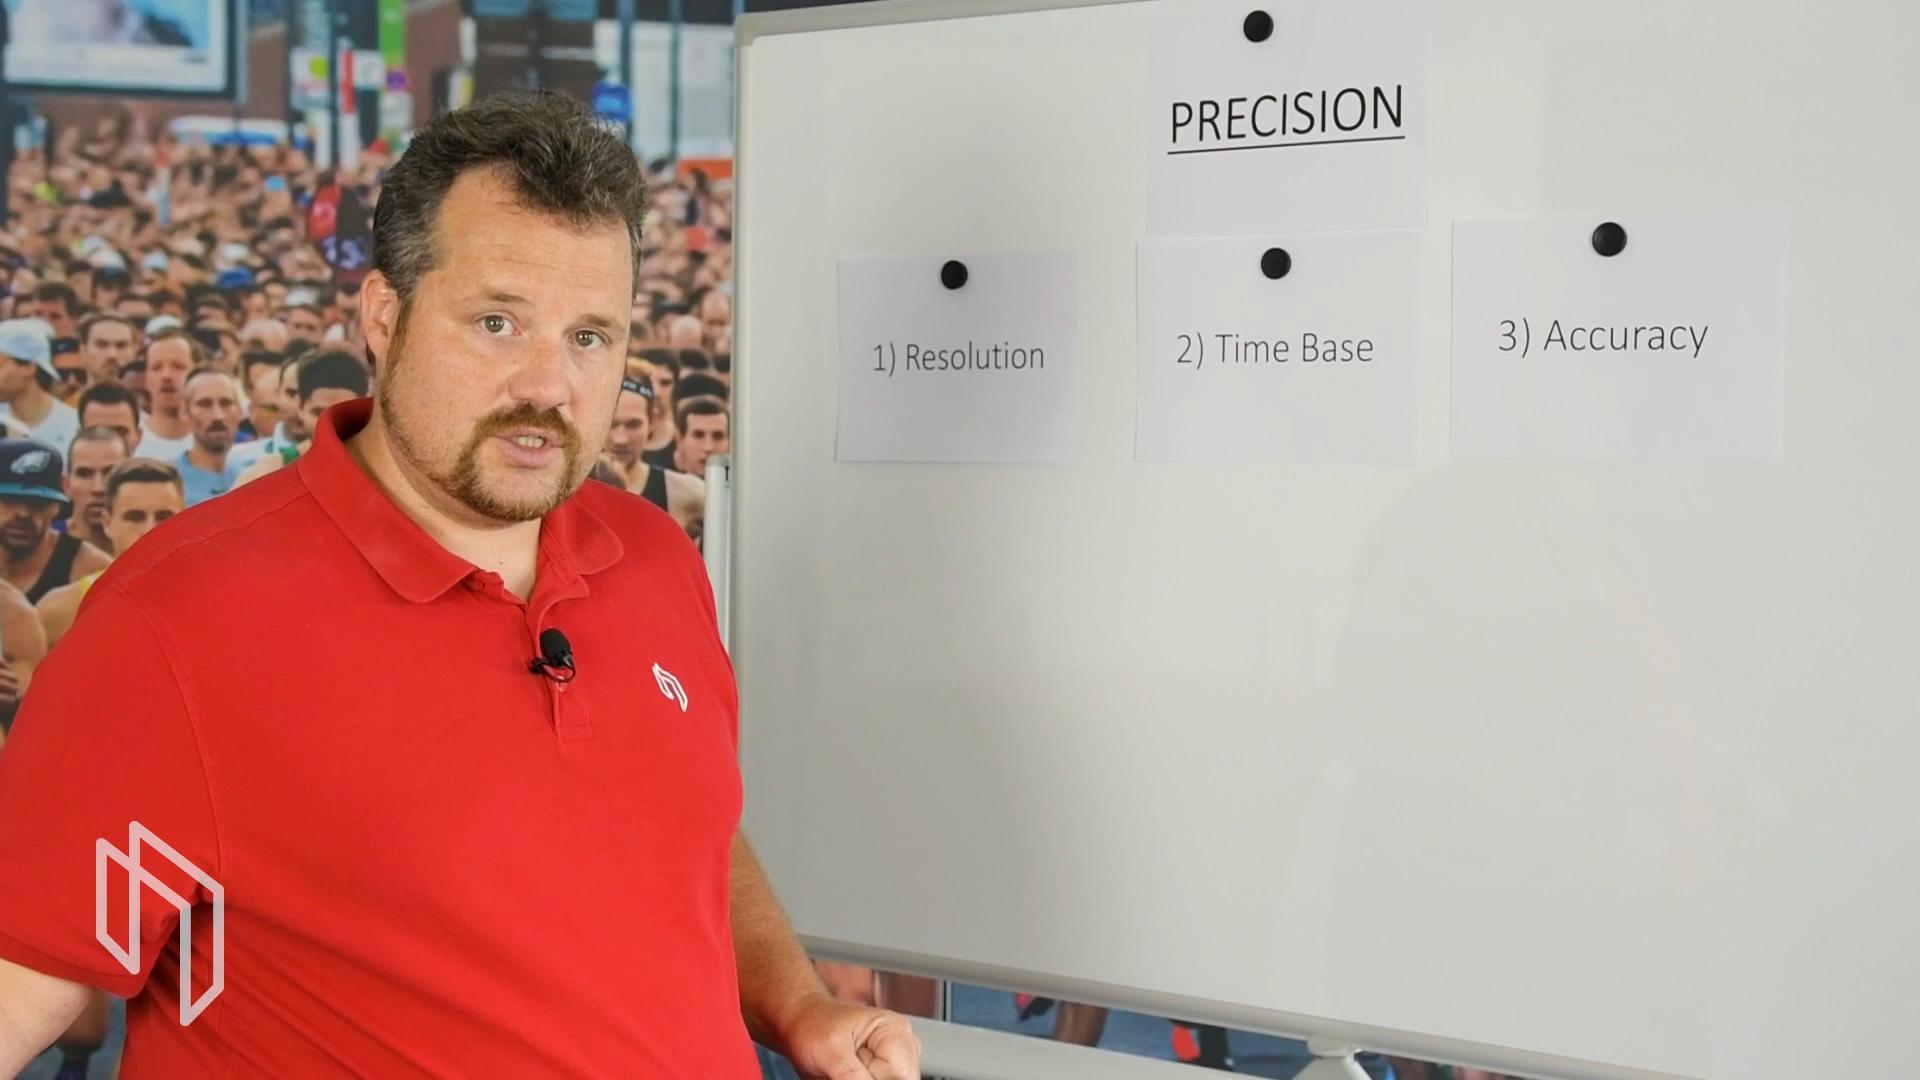 PRECISION
1) Resolution
2) Time Base
3) Accuracy